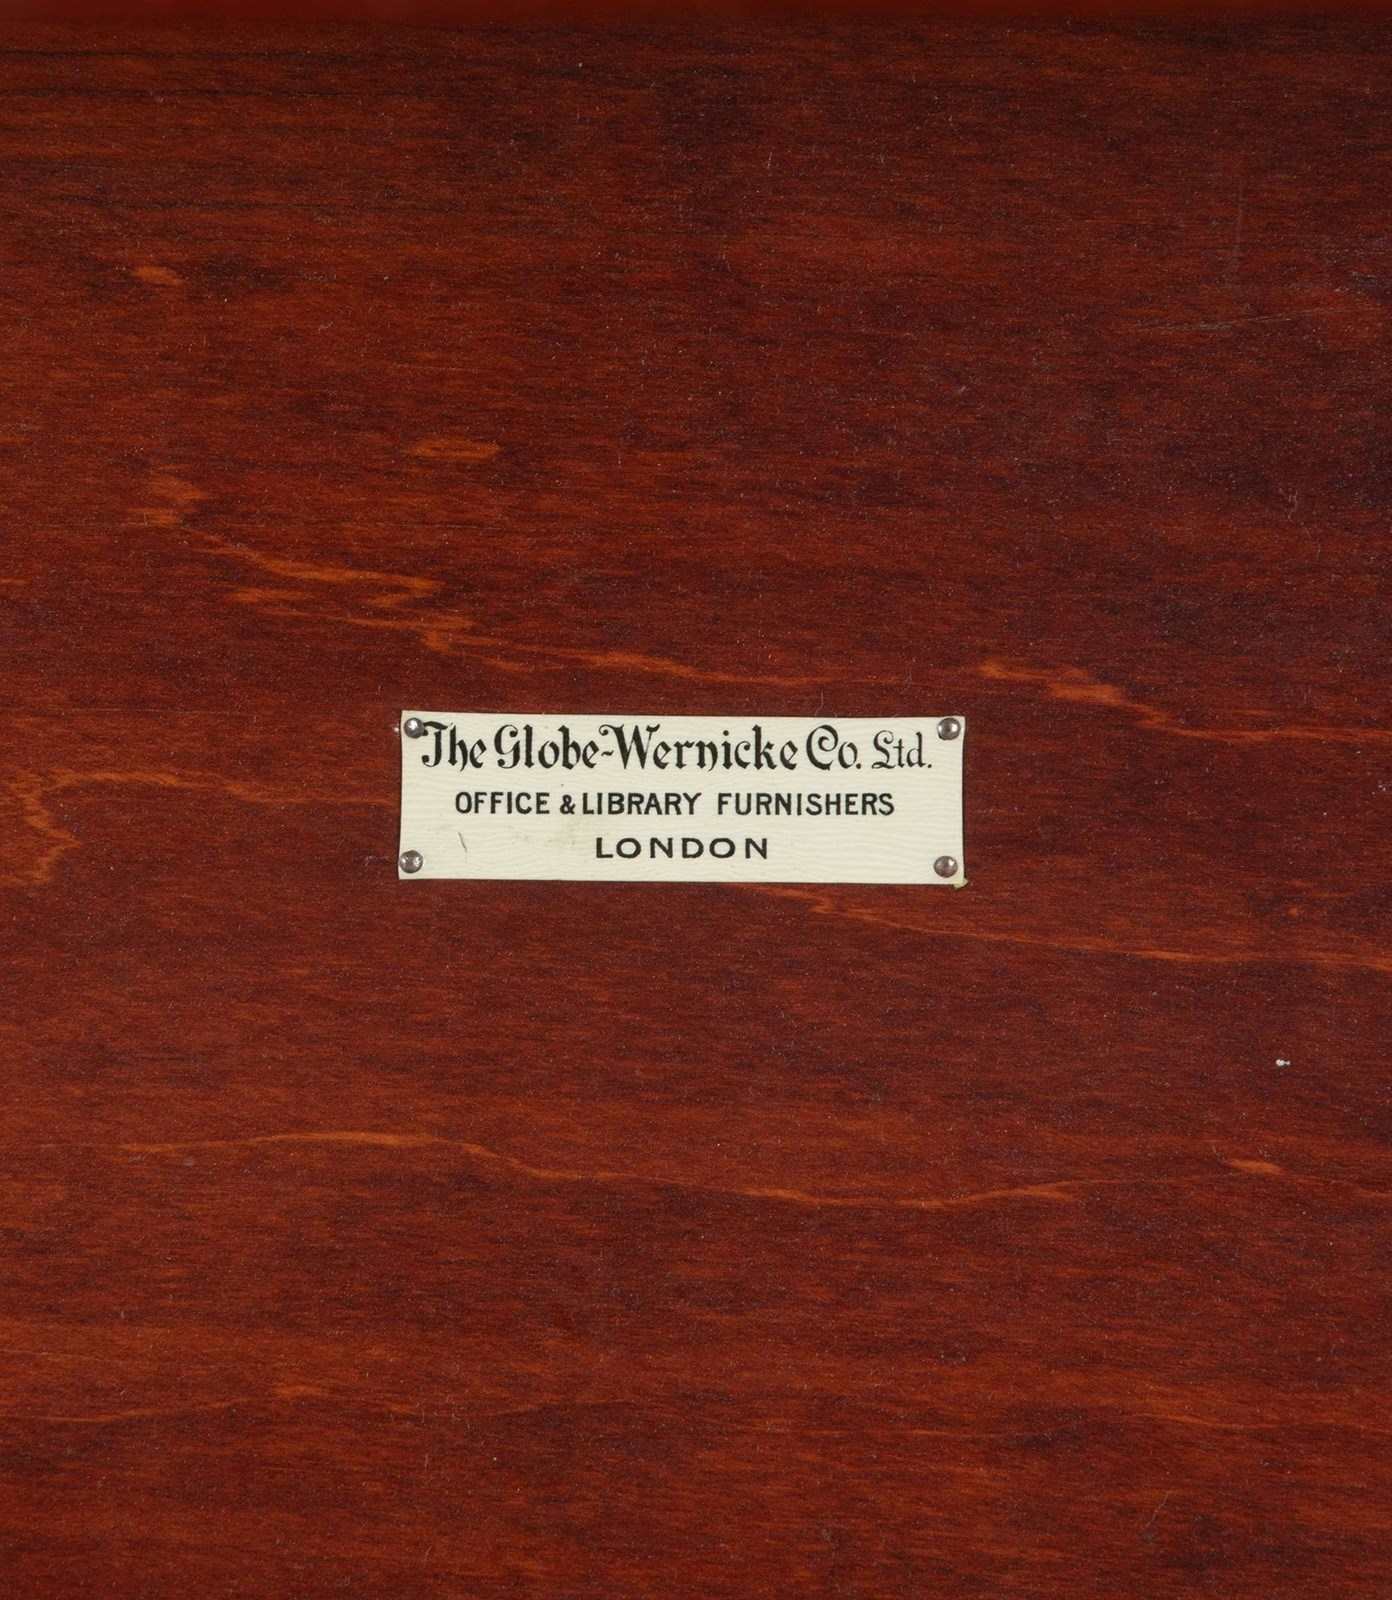 The Globe-Wernicke Co. Ltd.
OFFICE & LIBRARY FURNISHERS
LONDON